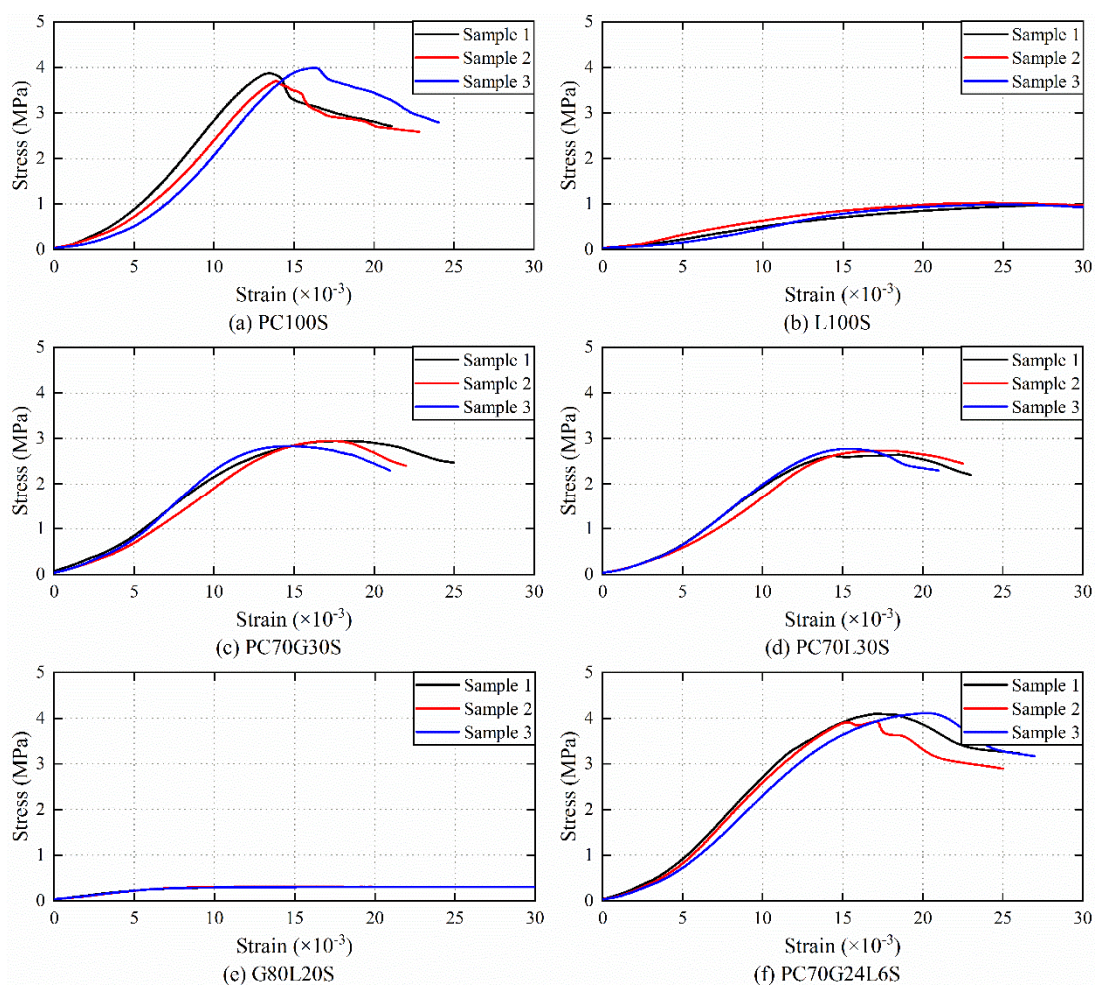 5
4
3
2
1
0
Stress (MPa)
Sample 1
Sample 2
Sample 3
0 5 10 15 20 25 30
Strain (×10-3)
(a) PC100S
5
4
3
2
1
0
Stress (MPa)
Sample 1
Sample 2
Sample 3
0 5 10 15 20 25 30
Strain (×10-3)
(b) L100S
5
4
3
2
1
0
Stress (MPa)
Sample 1
Sample 2
Sample 3
0 5 10 15 20 25 30
Strain (×10-3)
(c) PC70G30S
5
4
3
2
1
0
Stress (MPa)
Sample 1
Sample 2
Sample 3
0 5 10 15 20 25 30
Strain (×10-3)
(d) PC70L30S
5
4
3
2
1
0
Stress (MPa)
Sample 1
Sample 2
Sample 3
0 5 10 15 20 25 30
Strain (×10-3)
(e) G80L20S
5
4
3
2
1
0
Stress (MPa)
Sample 1
Sample 2
Sample 3
0 5 10 15 20 25 30
Strain (×10-3)
(f) PC70G24L6S